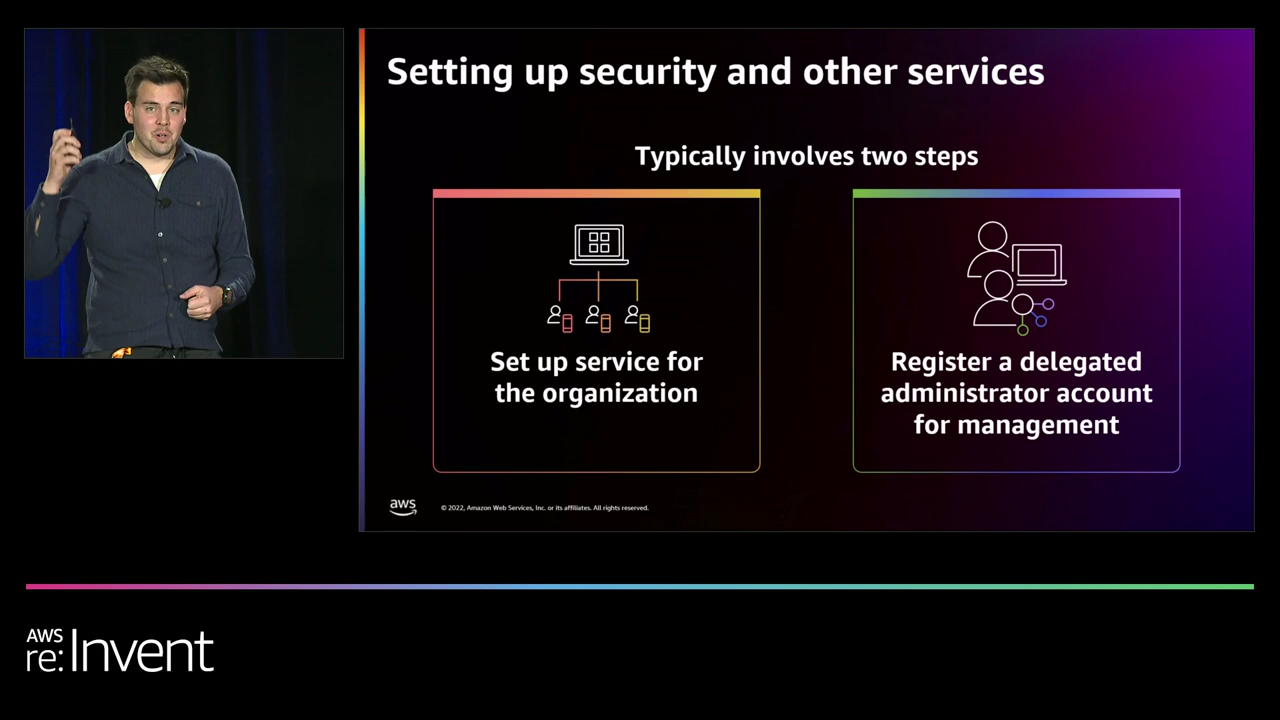 Setting up security and other services
Typically involves two steps
Set up service for
the organization
Register a delegated
administrator account
for management
aws
© 2022, Amazon Web Services, Inc. or its affiliates. All rights reserved.
AWS
re:Invent